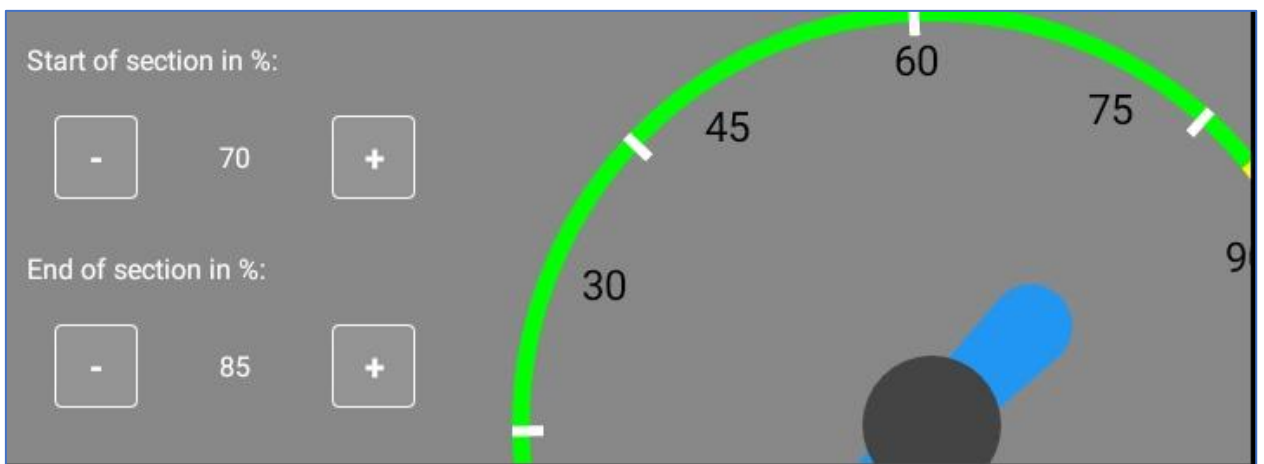 Start of section in %:
- 70 +
End of section in %:
- 85 +
30
45
60
75